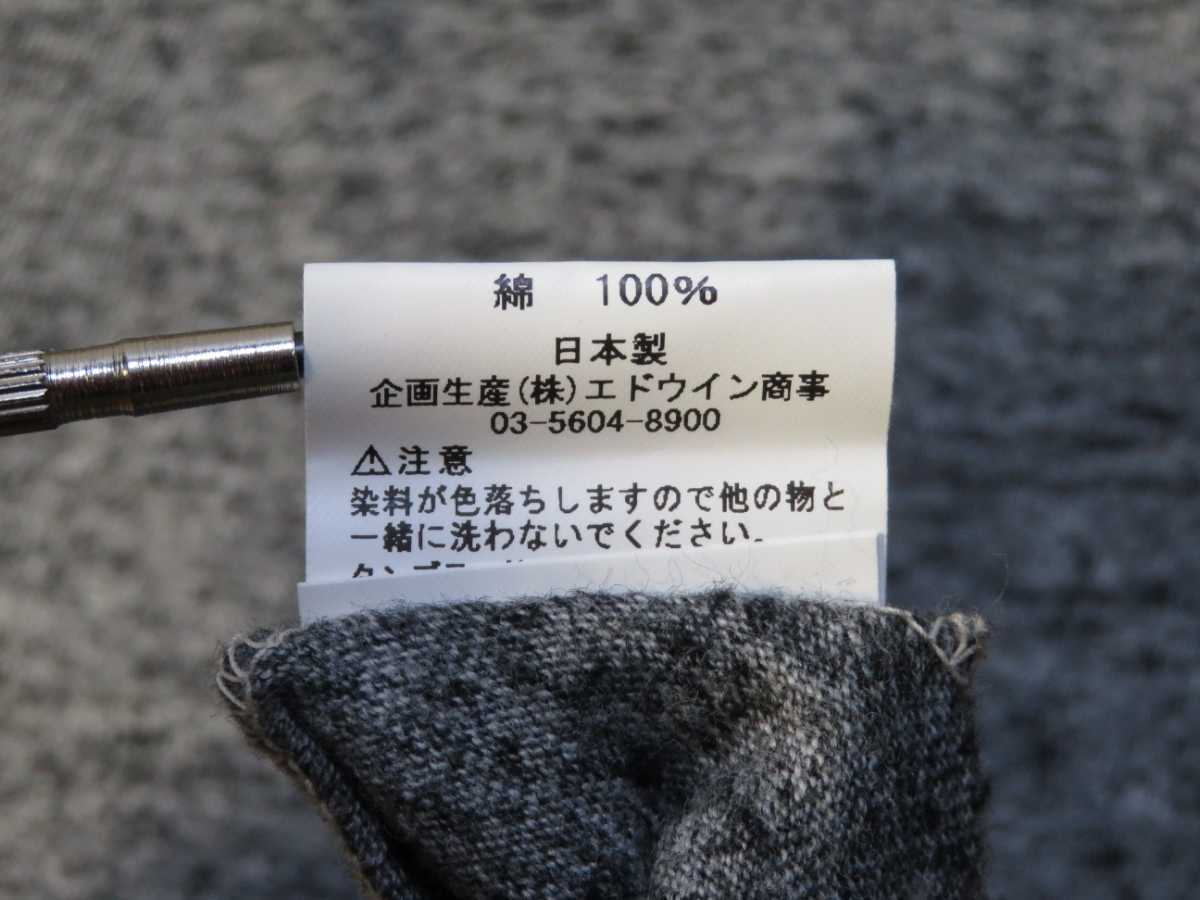 綿 100%
日本製
企画生産(株)エドウイン商事
03-5604-8900
⚠注意
染料が色落ちしますので他の物と
一緒に洗わないでください。